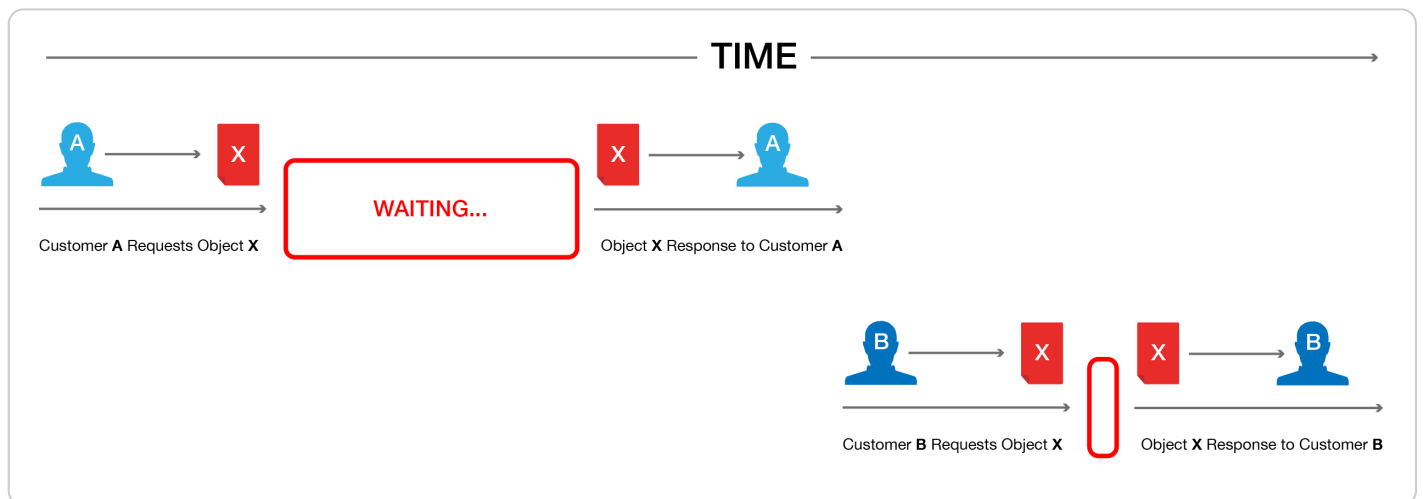 TIME
A
X
X
A
WAITING...
Customer A Requests Object X
Object X Response to Customer A
B
X
X
B
Customer B Requests Object X
Object X Response to Customer B